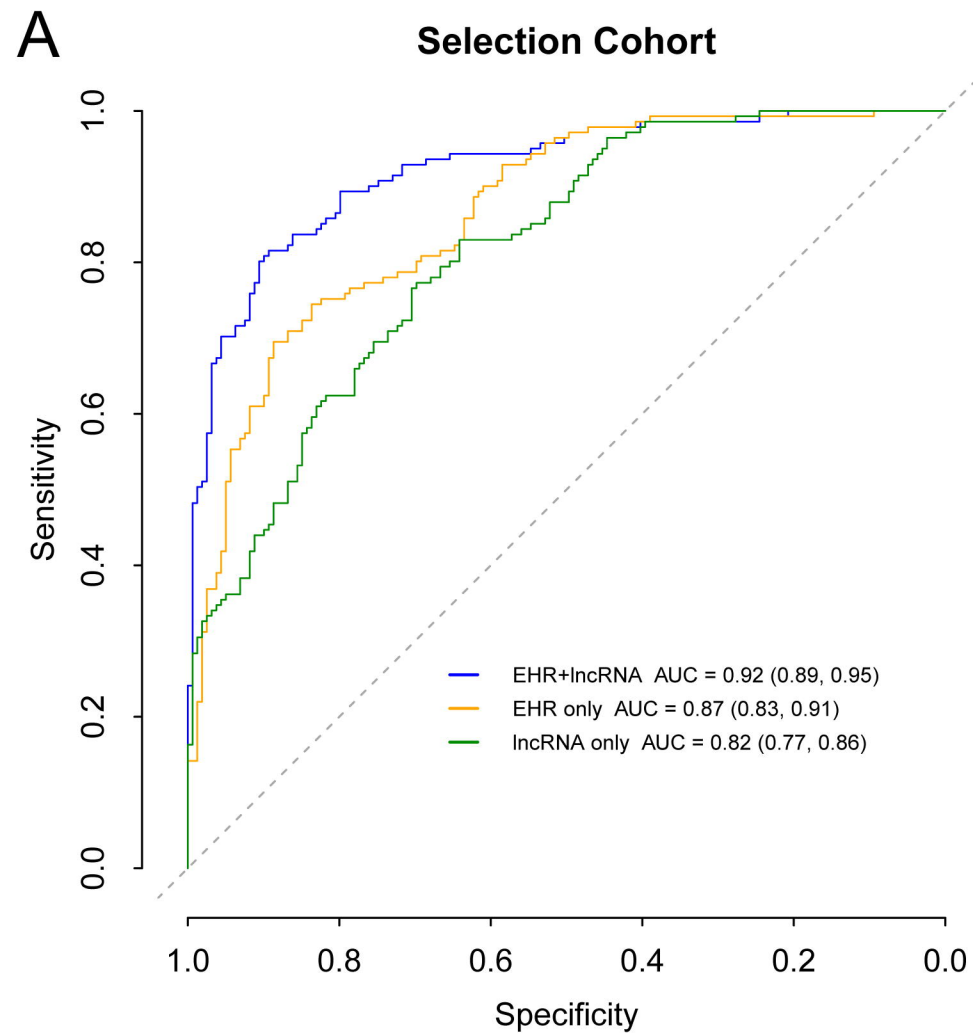 A
Selection Cohort
1.0
0.8
0.6
0.4
0.2
0.0
Sensitivity
EHR+lncRNA AUC = 0.92 (0.89, 0.95)
EHR only AUC = 0.87 (0.83, 0.91)
lncRNA only AUC = 0.82 (0.77, 0.86)
1.0 0.8 0.6 0.4 0.2 0.0
Specificity